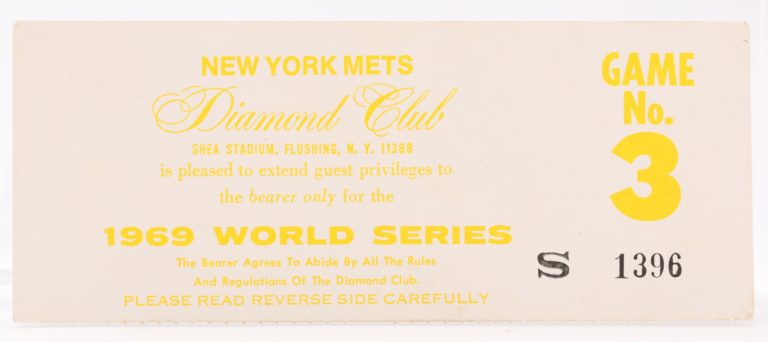 NEW YORK METS
Diamond Club
SHEA STADIUM, FLUSHING, N. Y. 11368
is pleased to extend guest privileges to
the bearer only for the
1969 WORLD SERIES
The Bearer Agrees To Abide By All The Rules
And Regulations Of The Diamond Club.
PLEASE READ REVERSE SIDE CAREFULLY
GAME
No.
3
S 1396